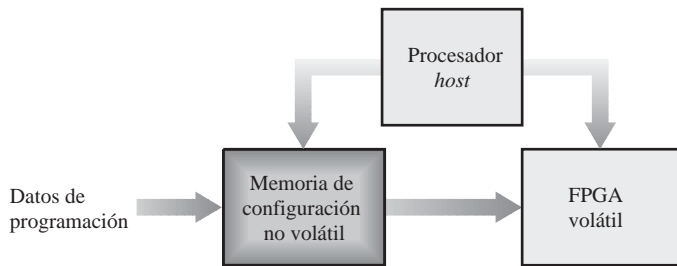 Procesador
host
Datos de
programación
Memoria de
configuración
no volátil
FPGA
volátil